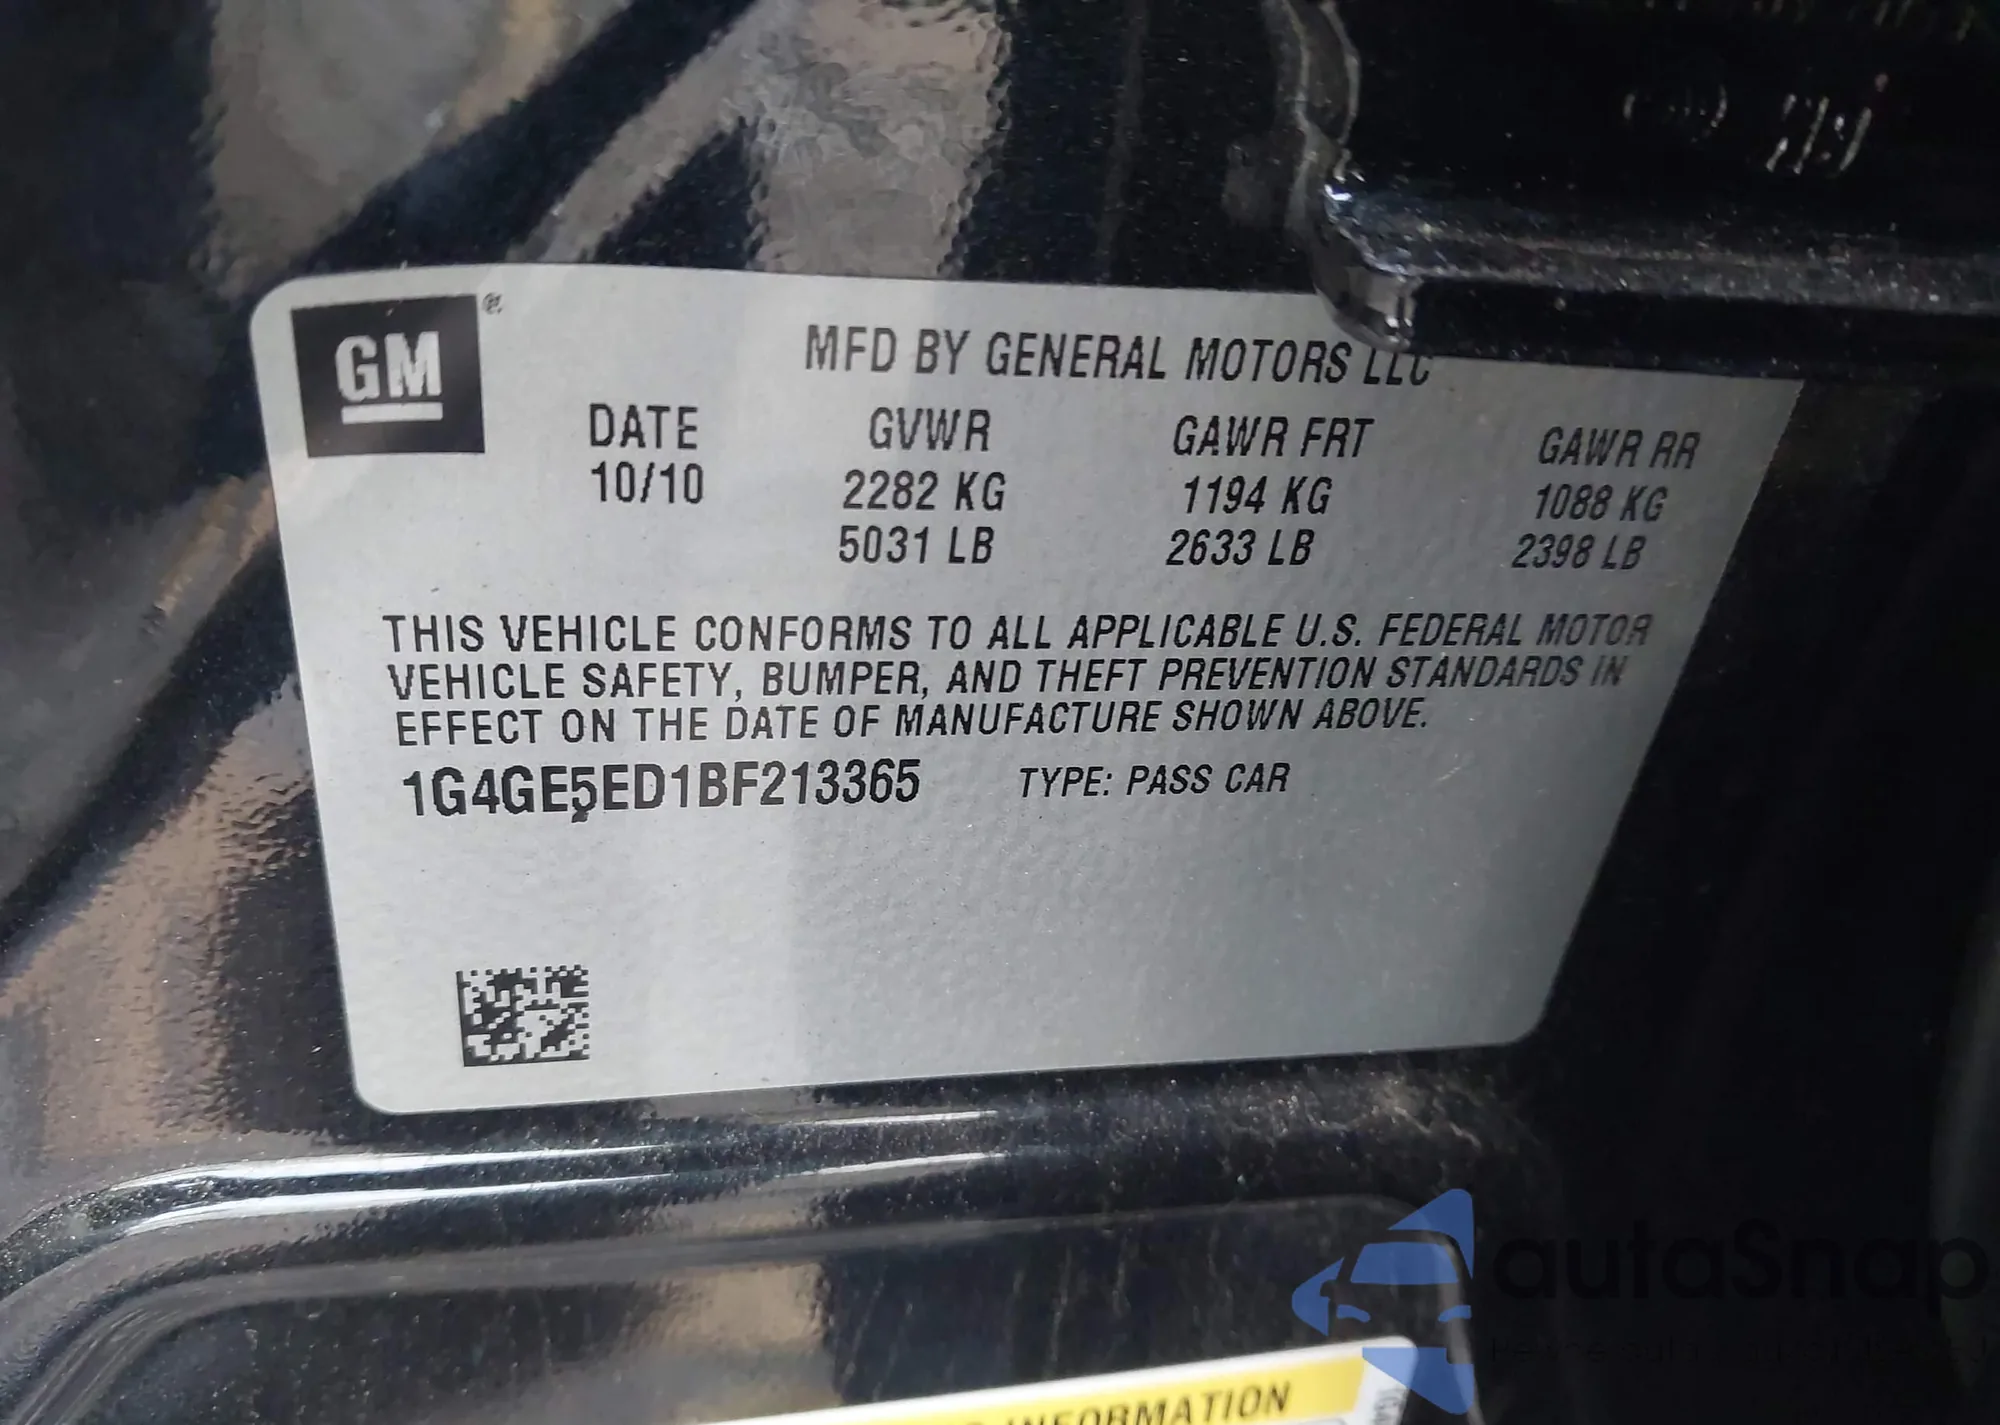 GM
MFD BY GENERAL MOTORS LLC
DATE GVWR GAWR FRT GAWR RR
10/10 2282 KG 1194 KG 1088 KG
5031 LB 2633 LB 2398 LB
THIS VEHICLE CONFORMS TO ALL APPLICABLE U.S. FEDERAL MOTOR
VEHICLE SAFETY, BUMPER, AND THEFT PREVENTION STANDARDS IN
EFFECT ON THE DATE OF MANUFACTURE SHOWN ABOVE.
1G4GE5ED1BF213365 TYPE: PASS CAR
autoSnap
INFORMATION